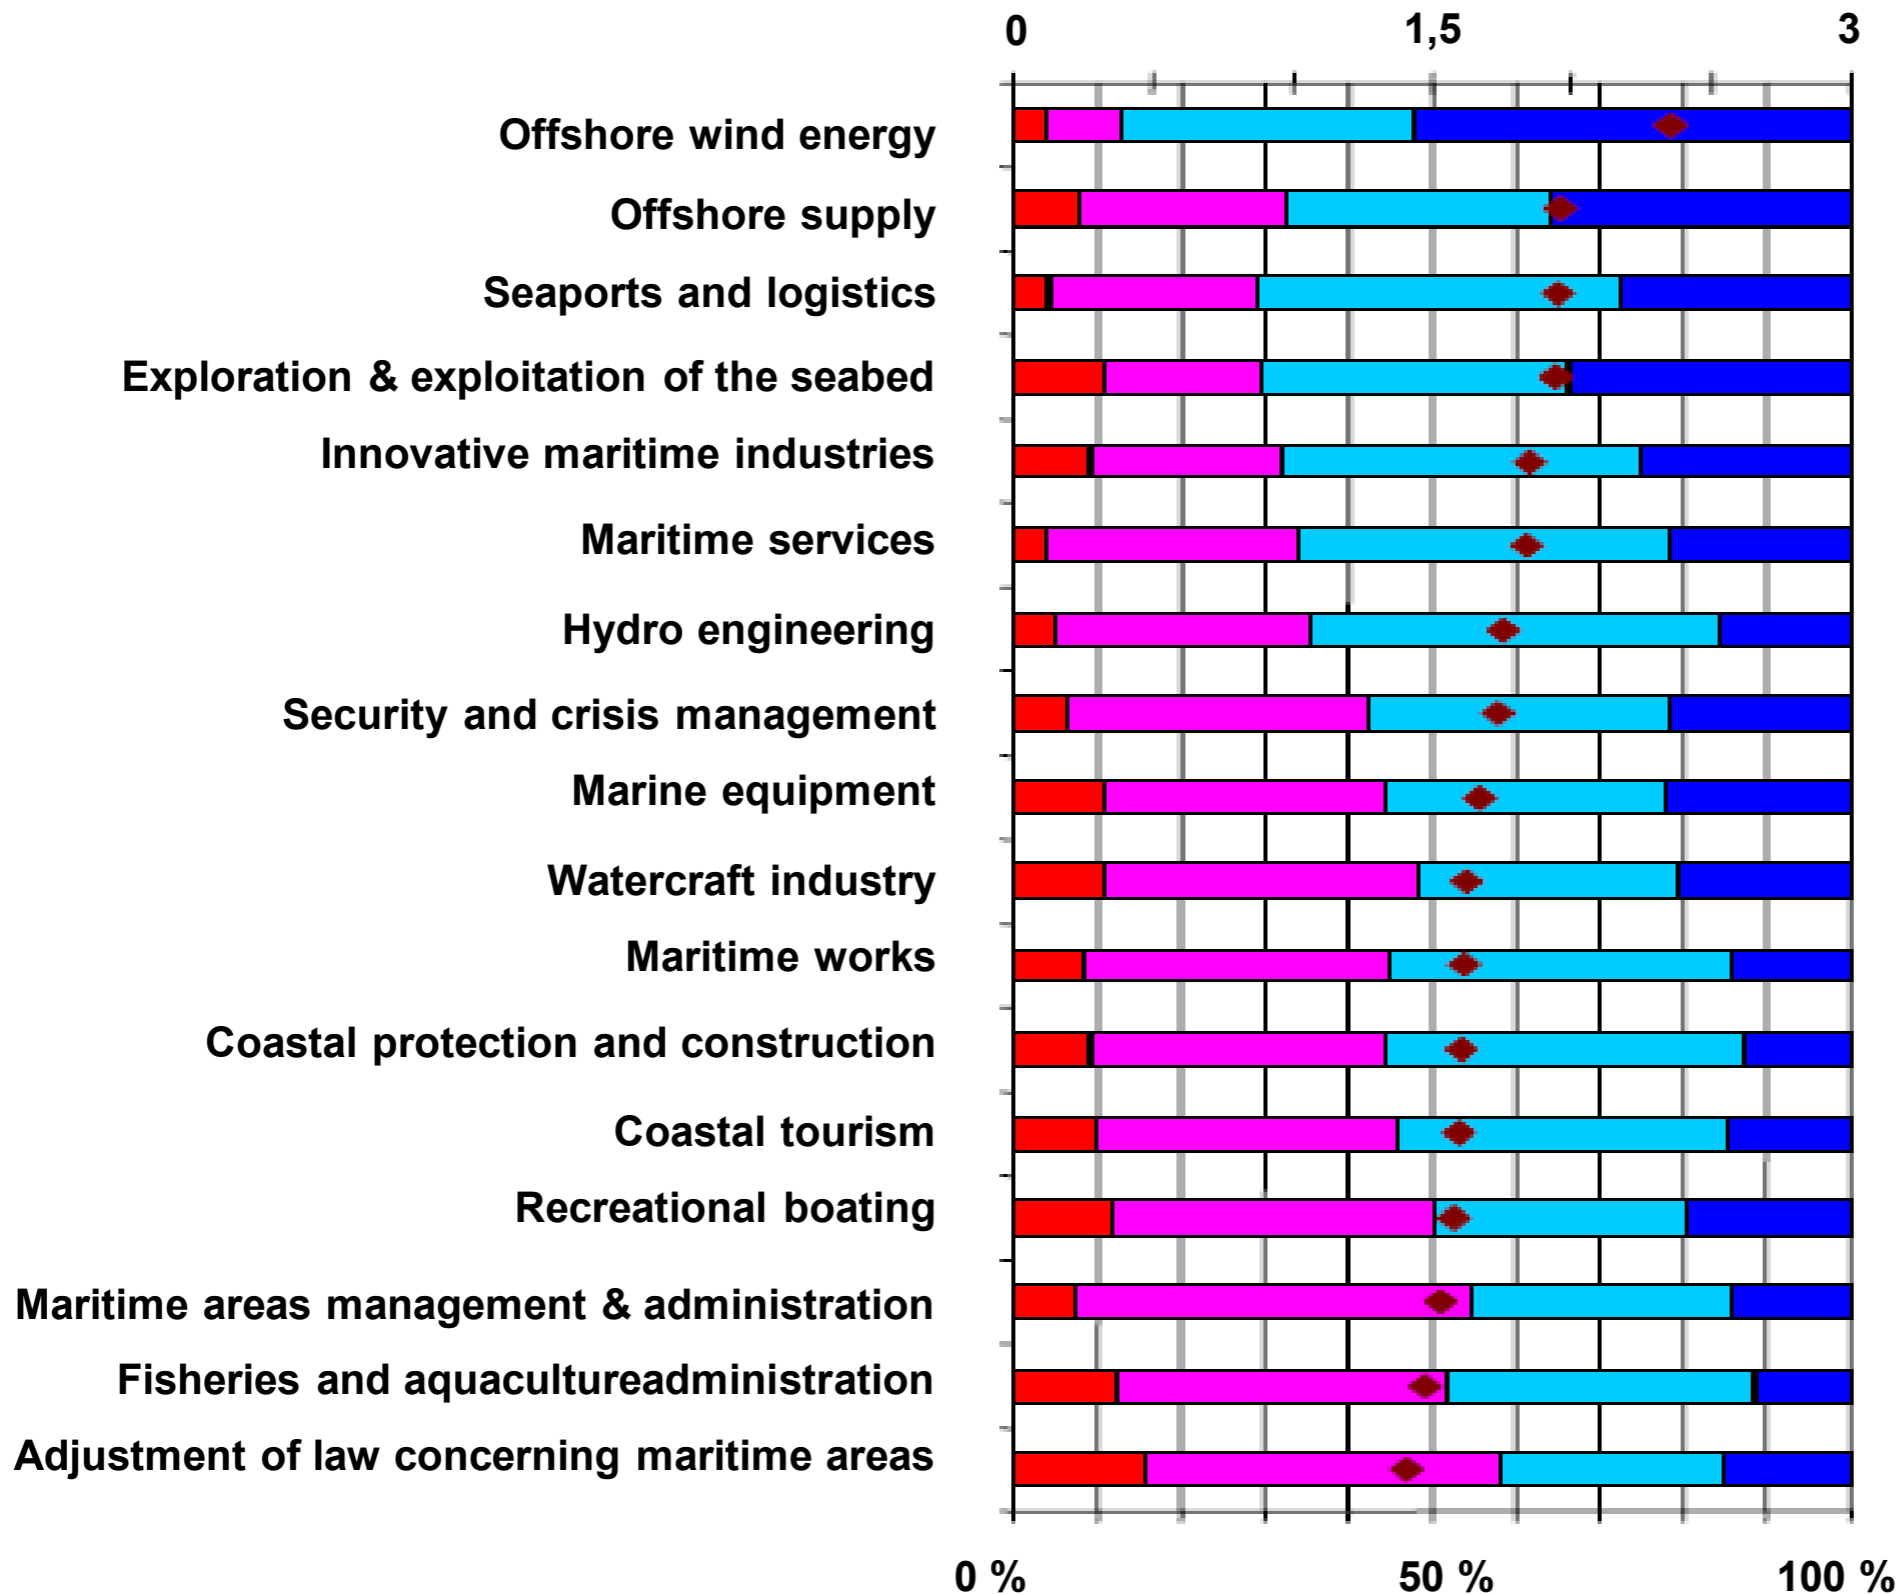 0 1,5 3
Offshore wind energy
Offshore supply
Seaports and logistics
Exploration & exploitation of the seabed
Innovative maritime industries
Maritime services
Hydro engineering
Security and crisis management
Marine equipment
Watercraft industry
Maritime works
Coastal protection and construction
Coastal tourism
Recreational boating
Maritime areas management & administration
Fisheries and aquacultureadministration
Adjustment of law concerning maritime areas
0 % 50 % 100 %